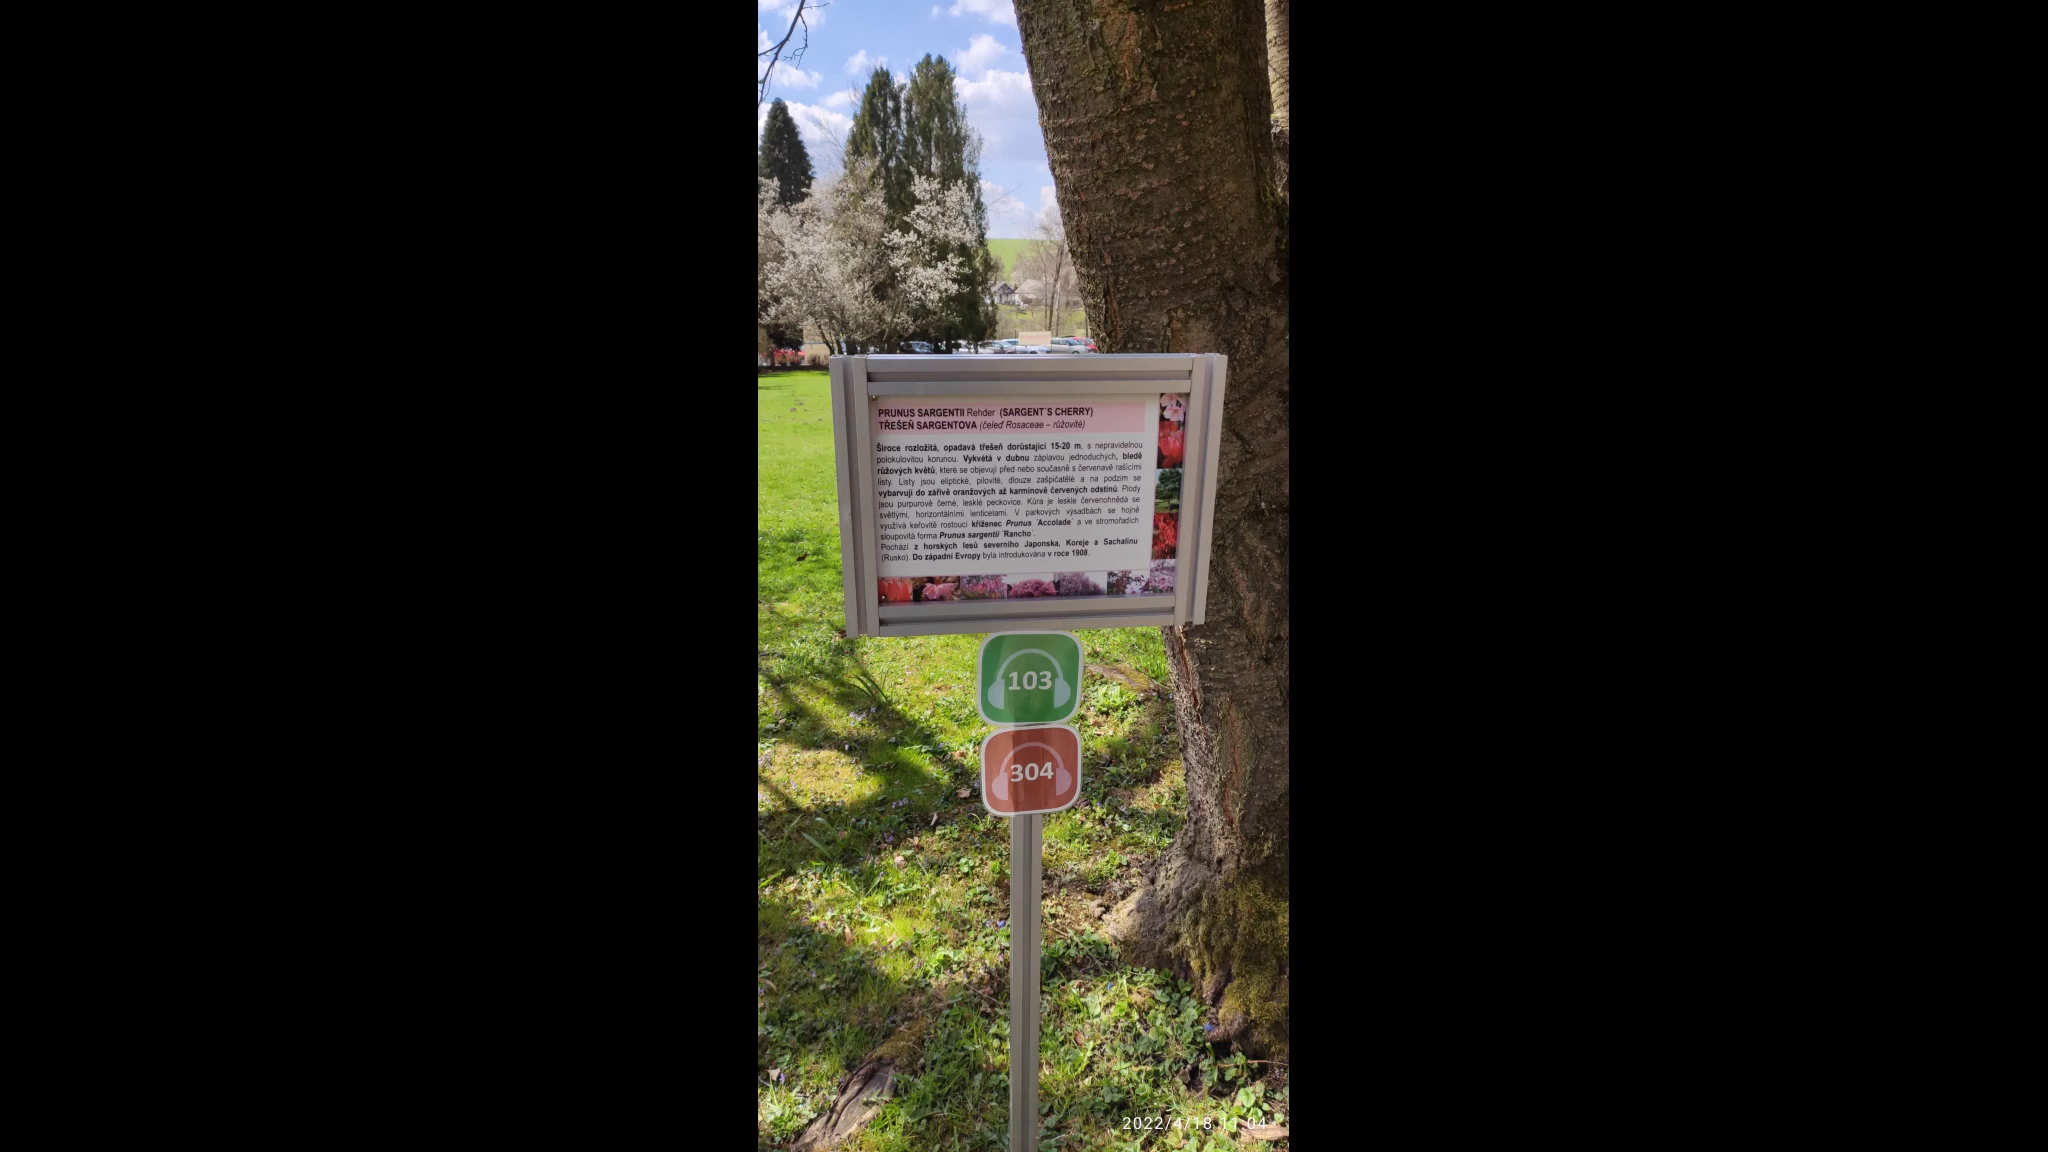 PRUNUS SARGENTII Rehder (SARGENT´S CHERRY)
TŘEŠEŇ SARGENTOVA (čeleď Rosaceae – růžovité)
Široce rozložitá, opadavá třešeň dorůstající 15-20 m, s nepravidelnou
polokulovitou korunou. Vykvétá v dubnu záplavou jednoduchých, bledě
růžových květů, které se objevují před nebo současně s červenavě rašícími
listy. Listy jsou eliptické, pilovité, dlouze zašpičatělé a na podzim se
vybarvují do zářivě oranžových až karmínově červených odstínů. Plody
jsou purpurově černé, lesklé peckovice. Kůra je leskle červenohnědá se
světlými, horizontálními lenticelami. V parkových výsadbách se hojně
využívá keřovitě rostoucí kříženec Prunus ´Accolade´ a ve stromořadích
sloupovitá forma Prunus sargentii ´Rancho´.
Pochází z horských lesů severního Japonska, Koreje a Sachalinu
(Rusko). Do západní Evropy byla introdukována v roce 1908.
103
304
2022/4/18 11:04